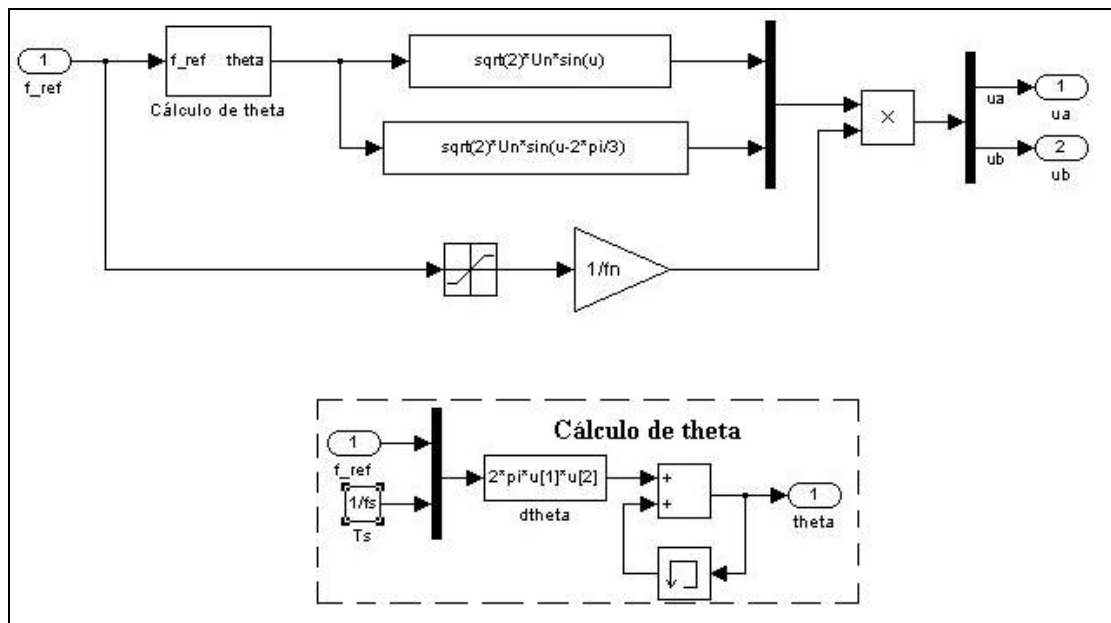 1
f_ref
f_ref theta
Cálculo de theta
sqrt(2)*Un*sin(u)
sqrt(2)*Un*sin(u-2*pi/3)
1/fn
×
ua
1
ua
ub
2
ub
Cálculo de theta
1
f_ref
1/fs
Ts
2*pi*u[1]*u[2]
dtheta
+
+
1
theta